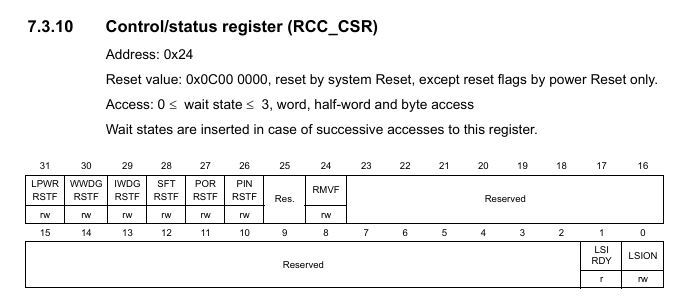 7.3.10 Control/status register (RCC_CSR)
Address: 0x24
Reset value: 0x0C00 0000, reset by system Reset, except reset flags by power Reset only.
Access: 0 ≤ wait state ≤ 3, word, half-word and byte access
Wait states are inserted in case of successive accesses to this register.
31 30 29 28 27 26 25 24 23 22 21 20 19 18 17 16
LPWR WWDG IWDG SFT POR PIN Res. RMVF Reserved
RSTF RSTF RSTF RSTF RSTF RSTF
rw rw rw rw rw rw rw
15 14 13 12 11 10 9 8 7 6 5 4 3 2 1 0
Reserved LSI LSION
RDY
r rw